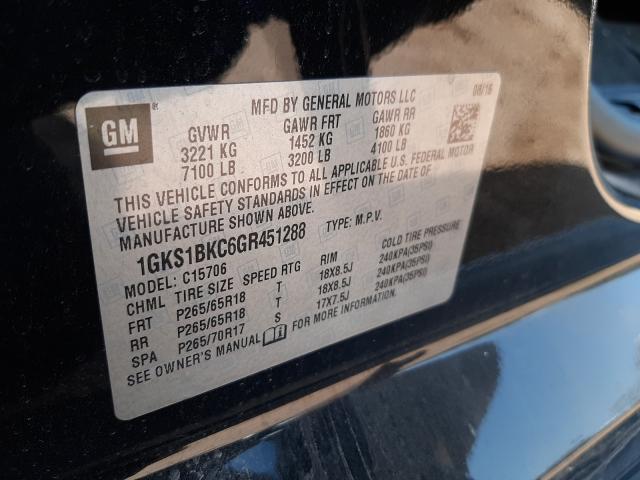 MFD BY GENERAL MOTORS LLC
08/16
GM
GVWR GAWR FRT GAWR RR
3221 KG 1452 KG 1860 KG
7100 LB 3200 LB 4100 LB
THIS VEHICLE CONFORMS TO ALL APPLICABLE U.S. FEDERAL MOTOR
VEHICLE SAFETY STANDARDS IN EFFECT ON THE DATE OF
MANUFACTURE SHOWN ABOVE.
1GKS1BKC6GR451288 TYPE: M.P.V.
MODEL: C15706
CHML TIRE SIZE SPEED RTG RIM COLD TIRE PRESSURE
FRT P265/65R18 T 18X8.5J 240KPA(35PSI)
RR P265/65R18 T 18X8.5J 240KPA(35PSI)
SPA P265/70R17 S 17X7.5J 240KPA(35PSI)
SEE OWNER'S MANUAL FOR MORE INFORMATION.